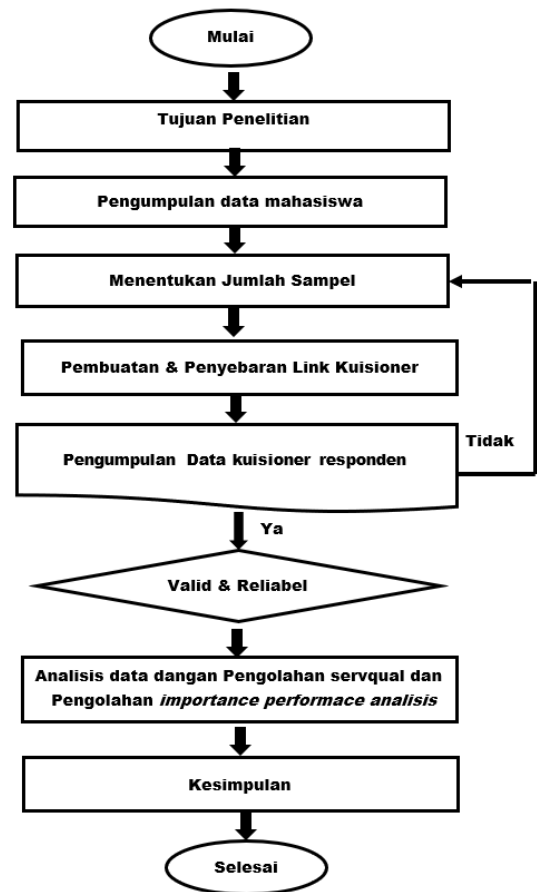 Mulai
Tujuan Penelitian
Pengumpulan data mahasiswa
Menentukan Jumlah Sampel
Pembuatan & Penyebaran Link Kuisioner
Tidak
Pengumpulan Data kuisioner responden
Ya
Valid & Reliabel
Analisis data dangan Pengolahan servqual dan
Pengolahan importance performace analisis
Kesimpulan
Selesai